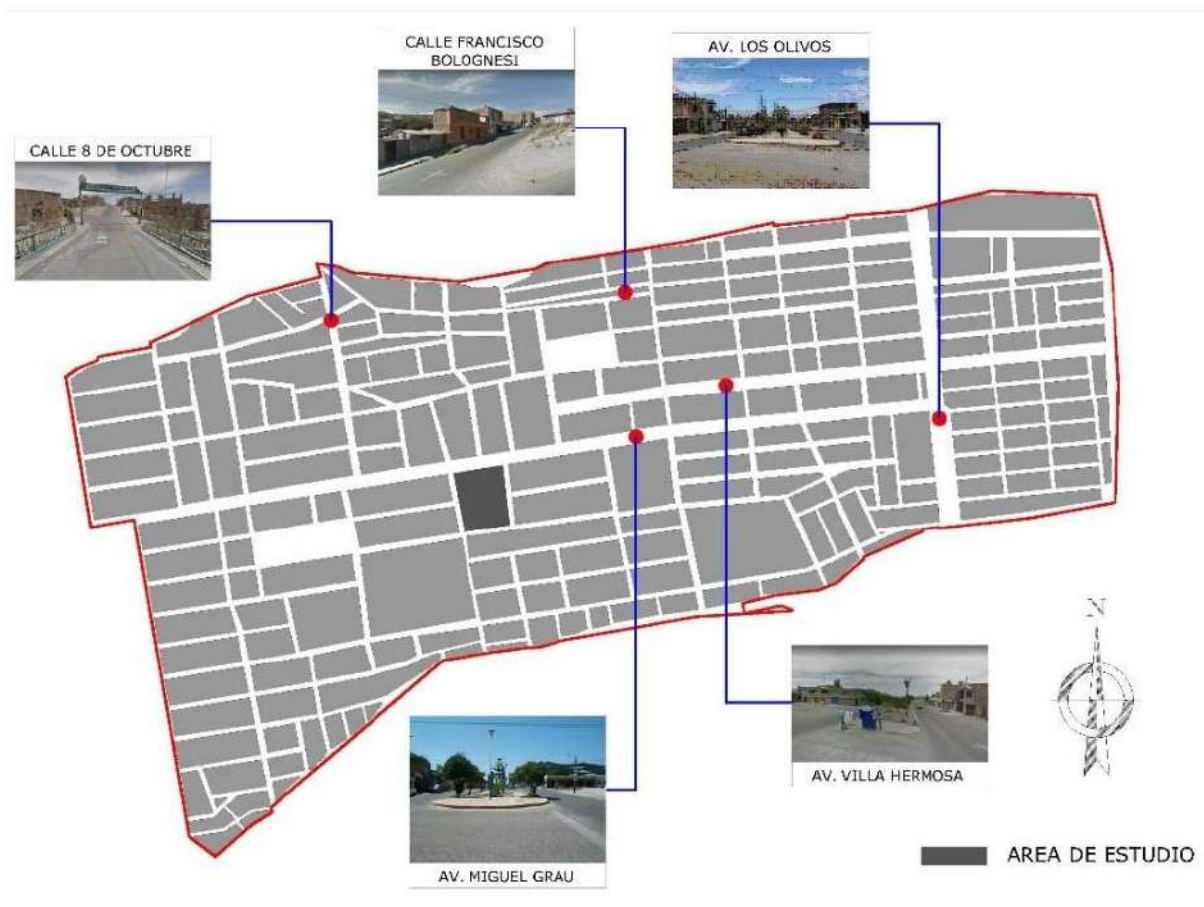 CALLE FRANCISCO
BOLOGNESI
AV. LOS OLIVOS
CALLE 8 DE OCTUBRE
N
AV. VILLA HERMOSA
AV. MIGUEL GRAU
AREA DE ESTUDIO